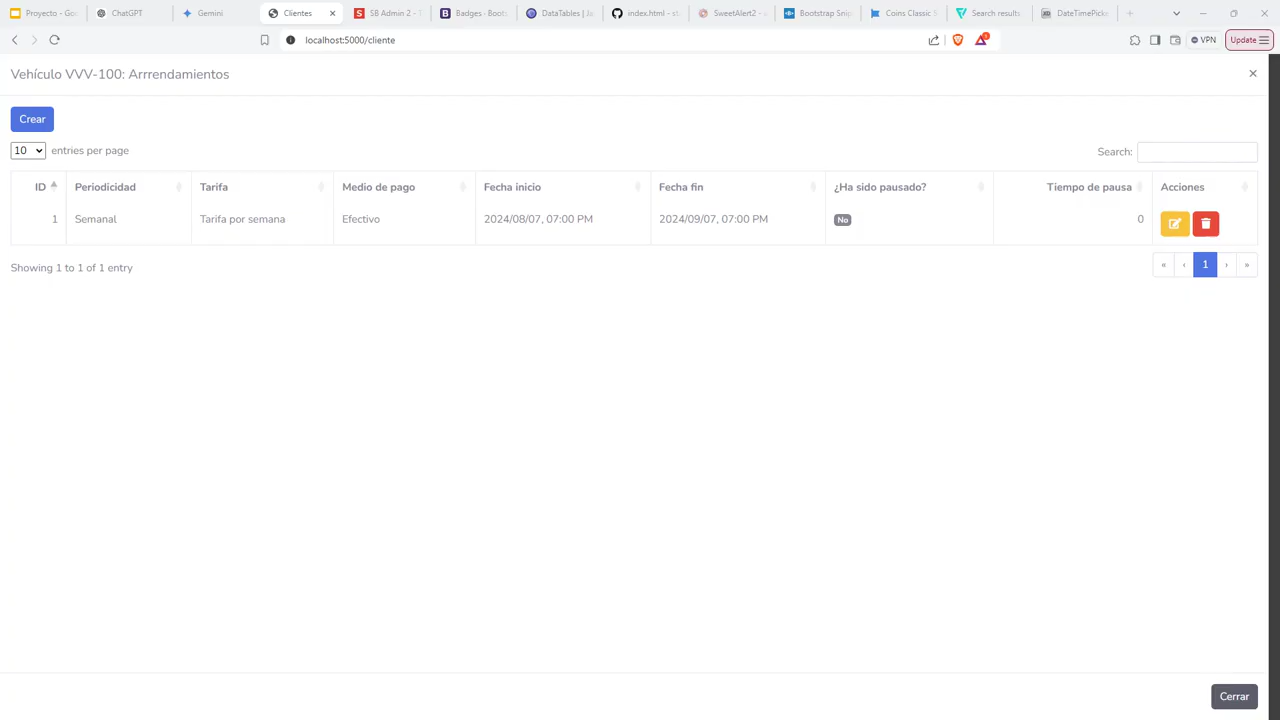 Proyecto - Goo
ChatGPT
Gemini
Clientes
SB Admin 2 - T
Badges · Boots
DataTables | Ja
index.html - st
SweetAlert2 - a
Bootstrap Snip
Coins Classic S
Search results
DateTimePicke
localhost:5000/cliente
VPN
Update
Vehículo VVV-100: Arrrendamientos
Crear
10 entries per page
Search:
ID Periodicidad Tarifa Medio de pago Fecha inicio Fecha fin ¿Ha sido pausado? Tiempo de pausa Acciones
1 Semanal Tarifa por semana Efectivo 2024/08/07, 07:00 PM 2024/09/07, 07:00 PM No 0
Showing 1 to 1 of 1 entry
« ‹ 1 › »
Cerrar